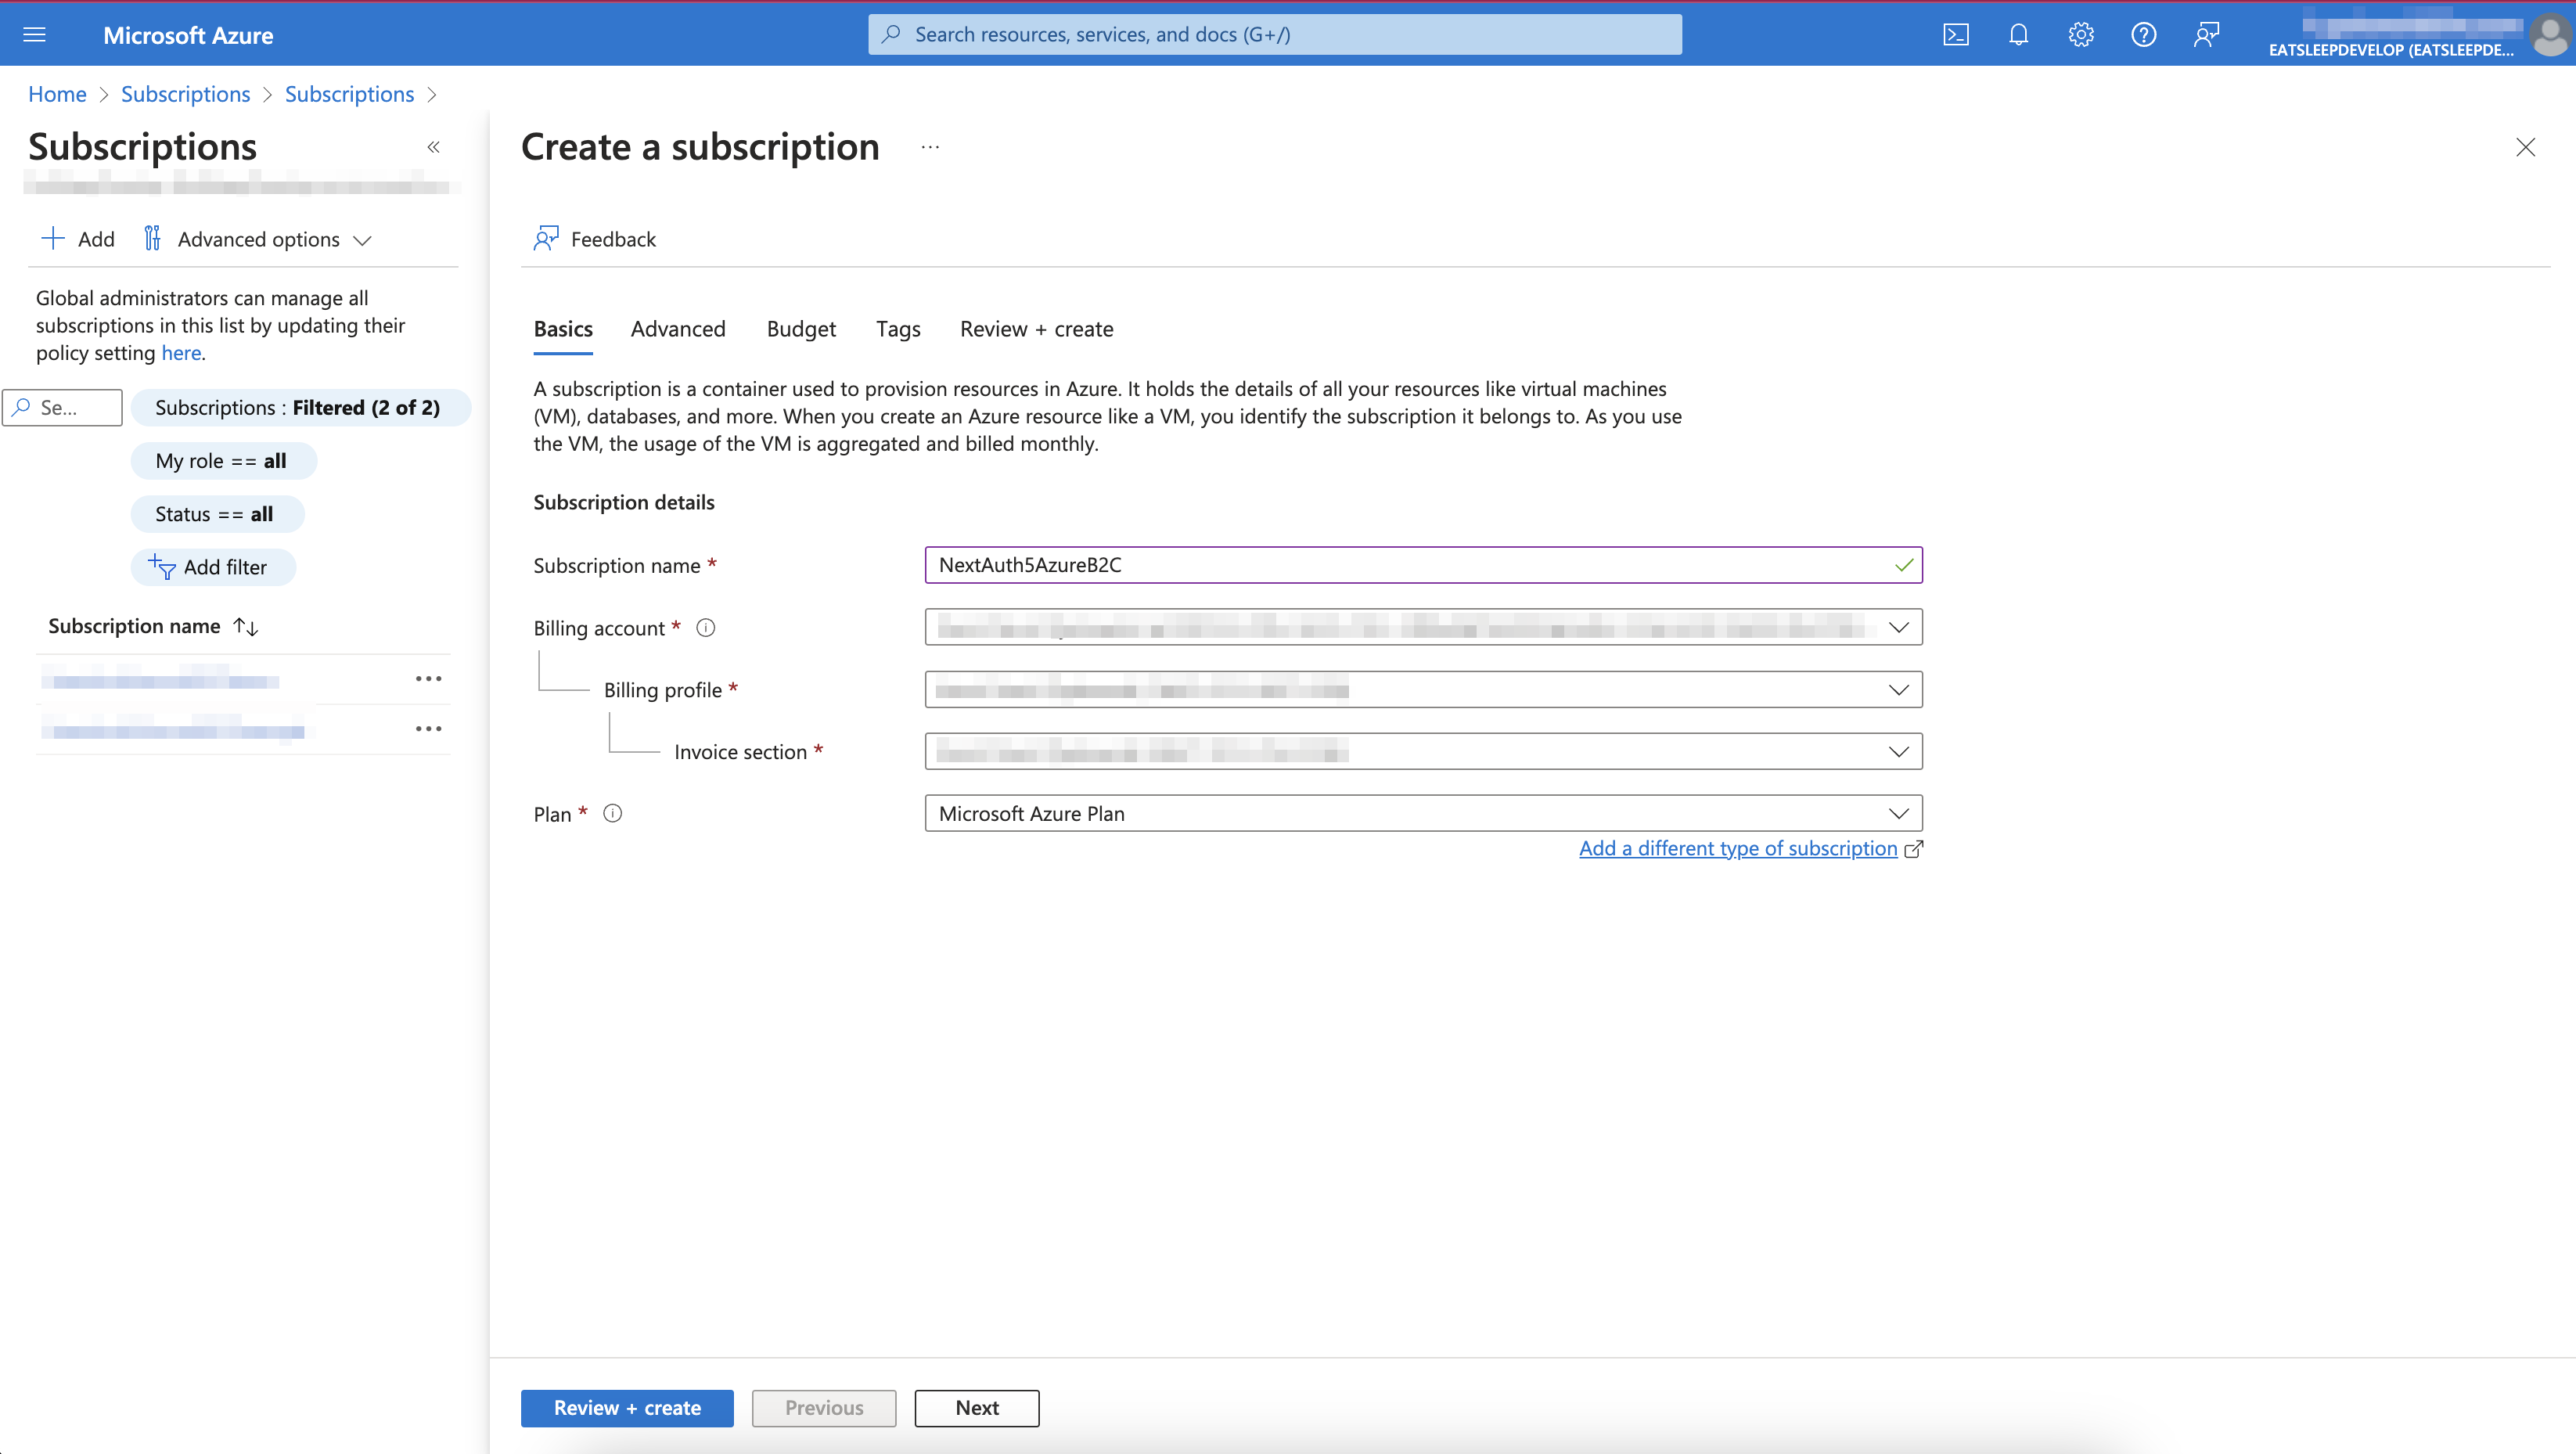 Microsoft Azure
Search resources, services, and docs (G+/)
EATSLEEPDEVELOP (EATSLEEPDE...
Home > Subscriptions > Subscriptions >
Subscriptions
«
Add
Advanced options
Global administrators can manage all
subscriptions in this list by updating their
policy setting here.
Se...
Subscriptions : Filtered (2 of 2)
My role == all
Status == all
Add filter
Subscription name
Create a subscription
...
Feedback
Basics
Advanced
Budget
Tags
Review + create
A subscription is a container used to provision resources in Azure. It holds the details of all your resources like virtual machines
(VM), databases, and more. When you create an Azure resource like a VM, you identify the subscription it belongs to. As you use
the VM, the usage of the VM is aggregated and billed monthly.
Subscription details
Subscription name *
NextAuth5AzureB2C
Billing account *
Billing profile *
Invoice section *
Plan *
Microsoft Azure Plan
Add a different type of subscription
Review + create
Previous
Next